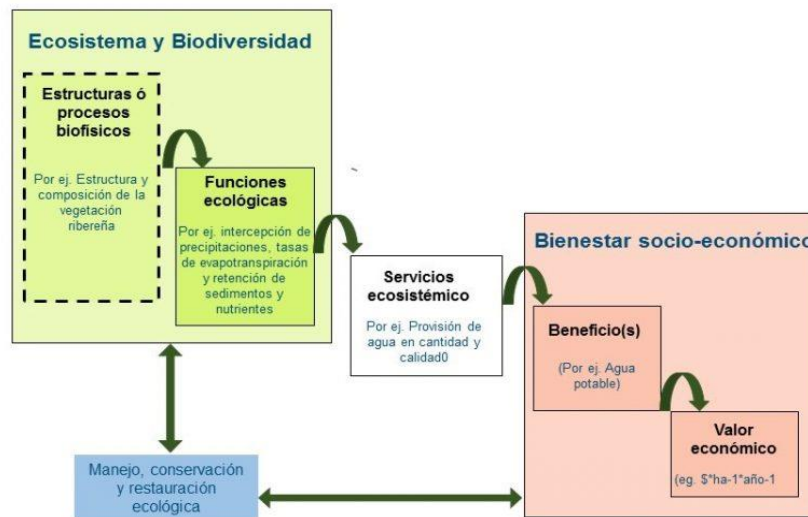 Ecosistema y Biodiversidad
Estructuras ó
procesos
biofísicos
Por ej. Estructura y
composición de la
vegetación
ribereña
Funciones
ecológicas
Por ej. intercepción de
precipitaciones, tasas
de evapotranspiración
y retención de
sedimentos y
nutrientes
Servicios
ecosistémico
Por ej. Provisión de
agua en cantidad y
calidad0
Bienestar socio-económico
Beneficio(s)
(Por ej. Agua
potable)
Valor
económico
(eg. $*ha-1*año-1
Manejo, conservación
y restauración
ecológica